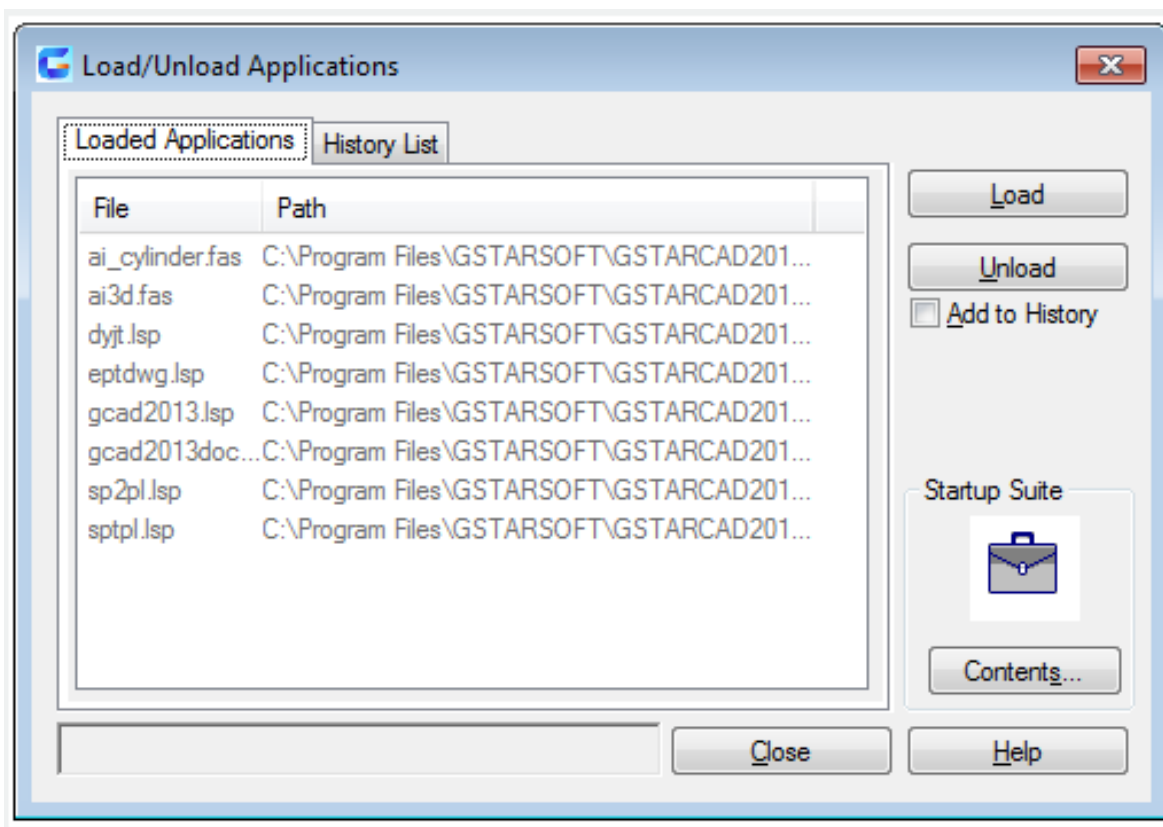 Load/Unload Applications
Loaded Applications History List
File Path
ai_cylinder.fas C:\Program Files\GSTARSOFT\GSTARCAD201...
ai3d.fas C:\Program Files\GSTARSOFT\GSTARCAD201...
dyjt.lsp C:\Program Files\GSTARSOFT\GSTARCAD201...
eptdwg.lsp C:\Program Files\GSTARSOFT\GSTARCAD201...
gcad2013.lsp C:\Program Files\GSTARSOFT\GSTARCAD201...
gcad2013doc...C:\Program Files\GSTARSOFT\GSTARCAD201...
sp2pl.lsp C:\Program Files\GSTARSOFT\GSTARCAD201...
sptpl.lsp C:\Program Files\GSTARSOFT\GSTARCAD201...
Load
Unload
Add to History
Startup Suite
Contents...
Close Help